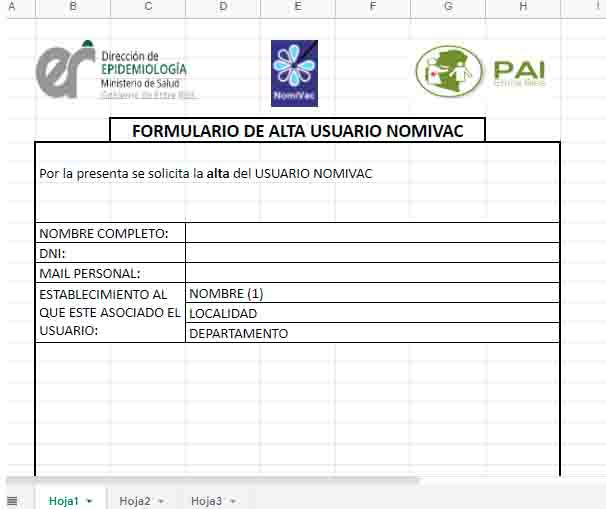 A B C D E F G H I
Dirección de
EPIDEMIOLOGÍA
Ministerio de Salud
Gobierno de Entre Ríos
NomiVac
PAI
Entre Ríos
FORMULARIO DE ALTA USUARIO NOMIVAC
Por la presente se solicita la alta del USUARIO NOMIVAC
NOMBRE COMPLETO:
DNI:
MAIL PERSONAL:
ESTABLECIMIENTO AL
QUE ESTE ASOCIADO EL
USUARIO:
NOMBRE (1)
LOCALIDAD
DEPARTAMENTO
Hoja1 Hoja2 Hoja3